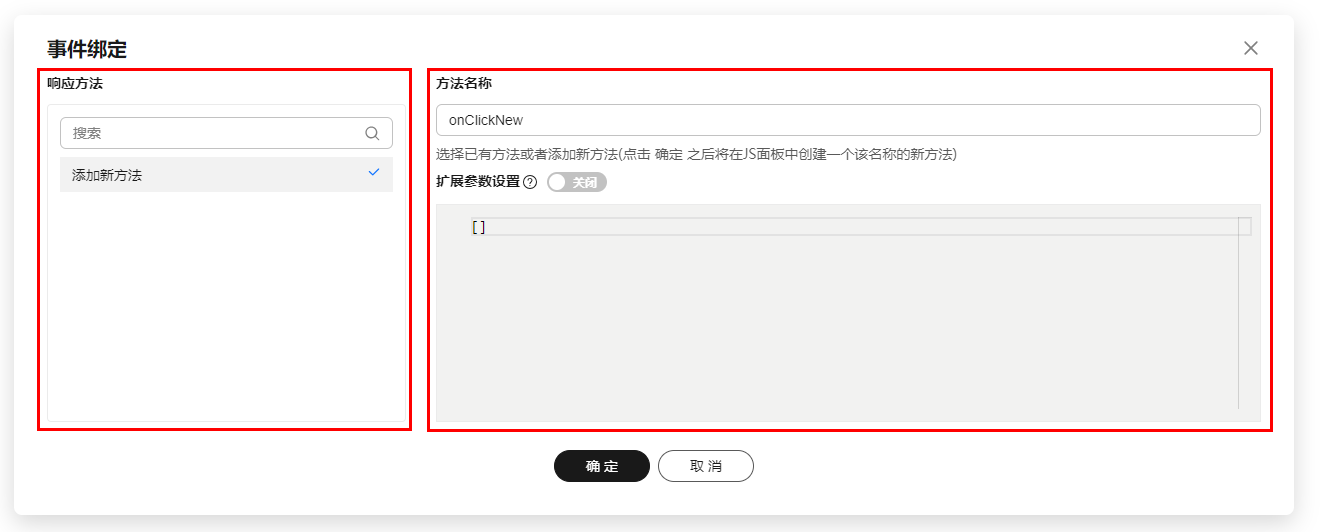 事件绑定
响应方法
搜索
添加新方法
方法名称
onClickNew
选择已有方法或者添加新方法(点击 确定 之后将在JS面板中创建一个该名称的新方法)
扩展参数设置 ? 关闭
[]
确 定
取 消